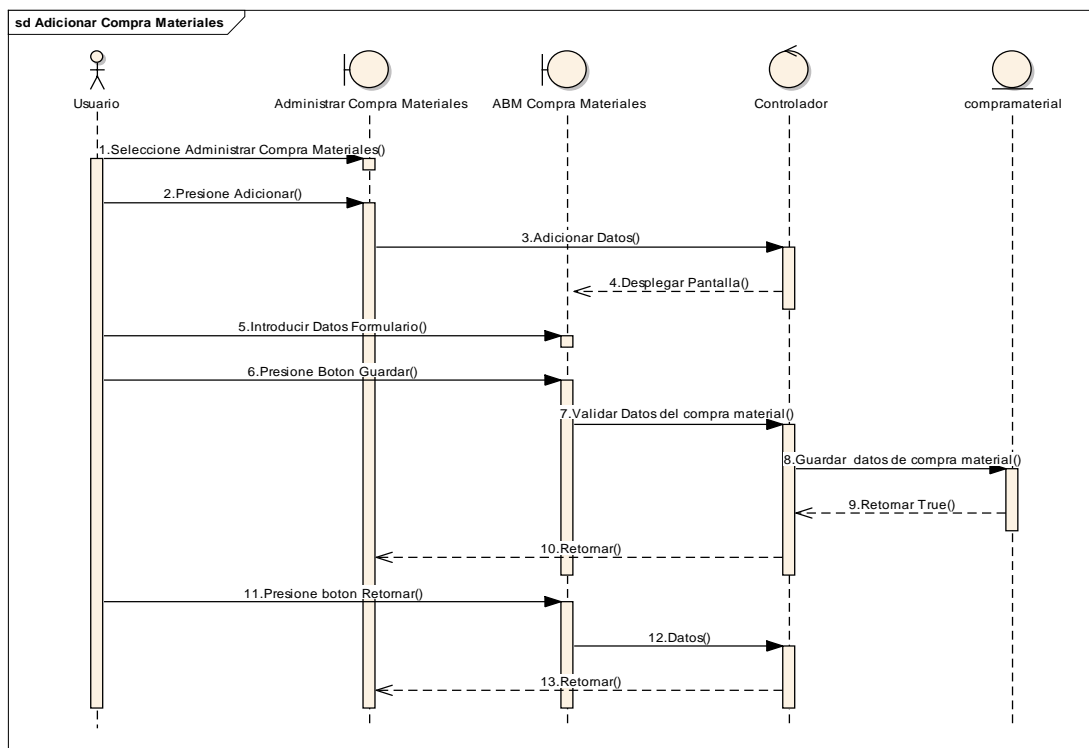 sd Adicionar Compra Materiales
Usuario
Administrar Compra Materiales
ABM Compra Materiales
Controlador
compramaterial
1.Seleccione Administrar Compra Materiales()
2.Presione Adicionar()
3.Adicionar Datos()
4.Desplegar Pantalla()
5.Introducir Datos Formulario()
6.Presione Boton Guardar()
7.Validar Datos del compra material()
8.Guardar datos de compra material()
9.Retornar True()
10.Retornar()
11.Presione boton Retornar()
12.Datos()
13.Retornar()